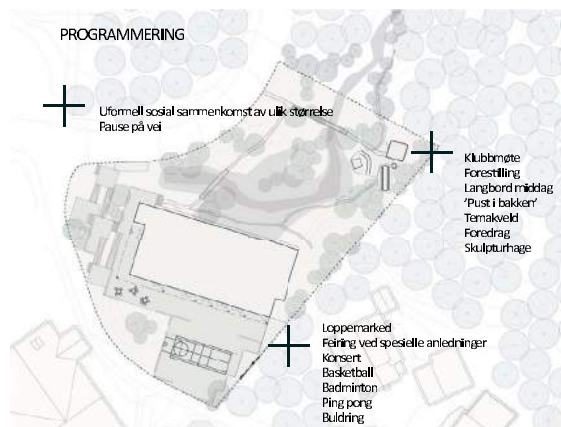 PROGRAMMERING
Uformell sosial sammenkomst av ulik størrelse
Pause på vei
Klubbmøte
Forestilling
Langbord middag
'Pust i bakken'
Temakveld
Foredrag
Skulpturhage
Loppemarked
Feiring ved spesielle anledninger
Konsert
Basketball
Badminton
Ping pong
Buldring